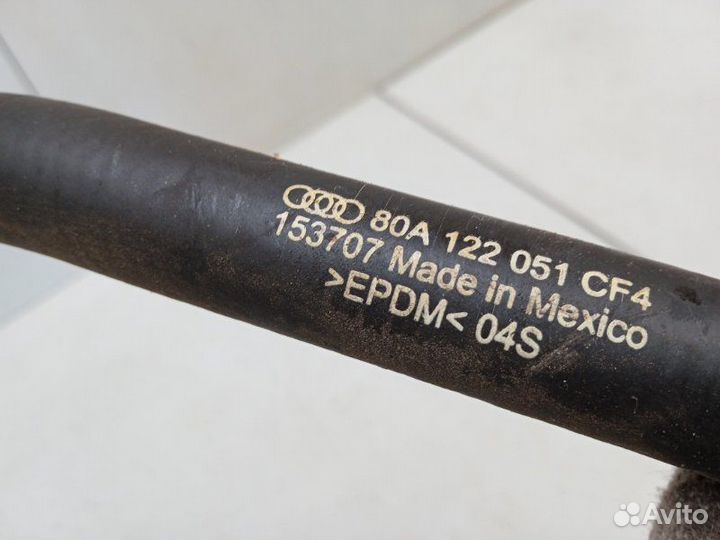 80A 122 051 CF4
153707 Made in Mexico
>EPDM< 04S
Avito